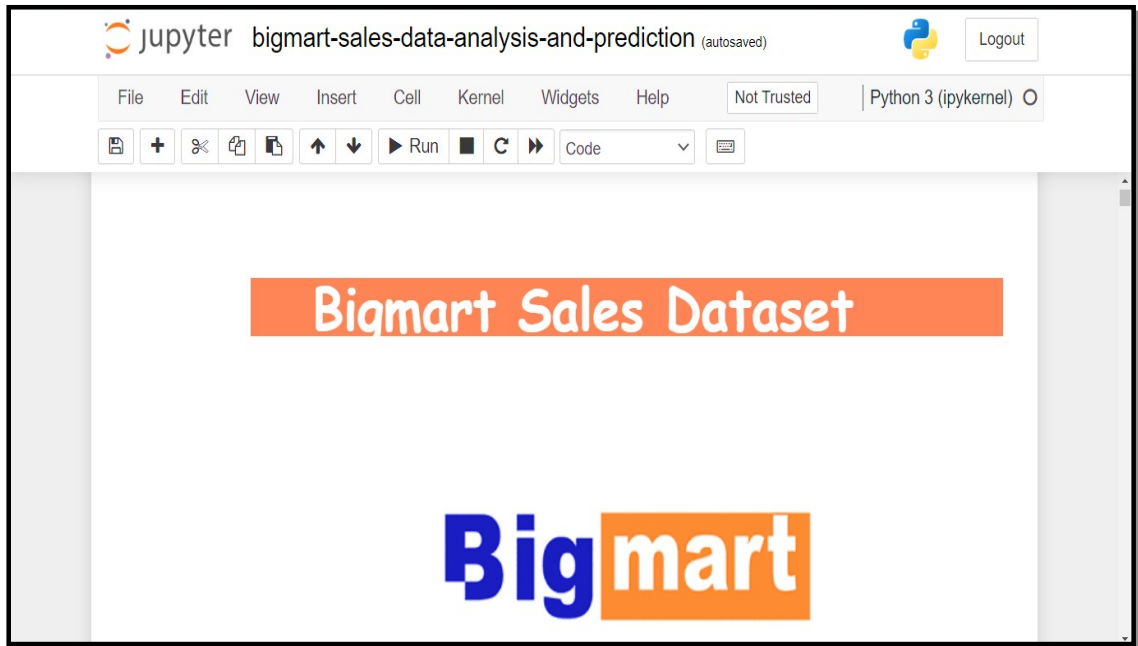 jupyter bigmart-sales-data-analysis-and-prediction (autosaved) Logout
File Edit View Insert Cell Kernel Widgets Help Not Trusted Python 3 (ipykernel)
Run Code
Bigmart Sales Dataset
Bigmart